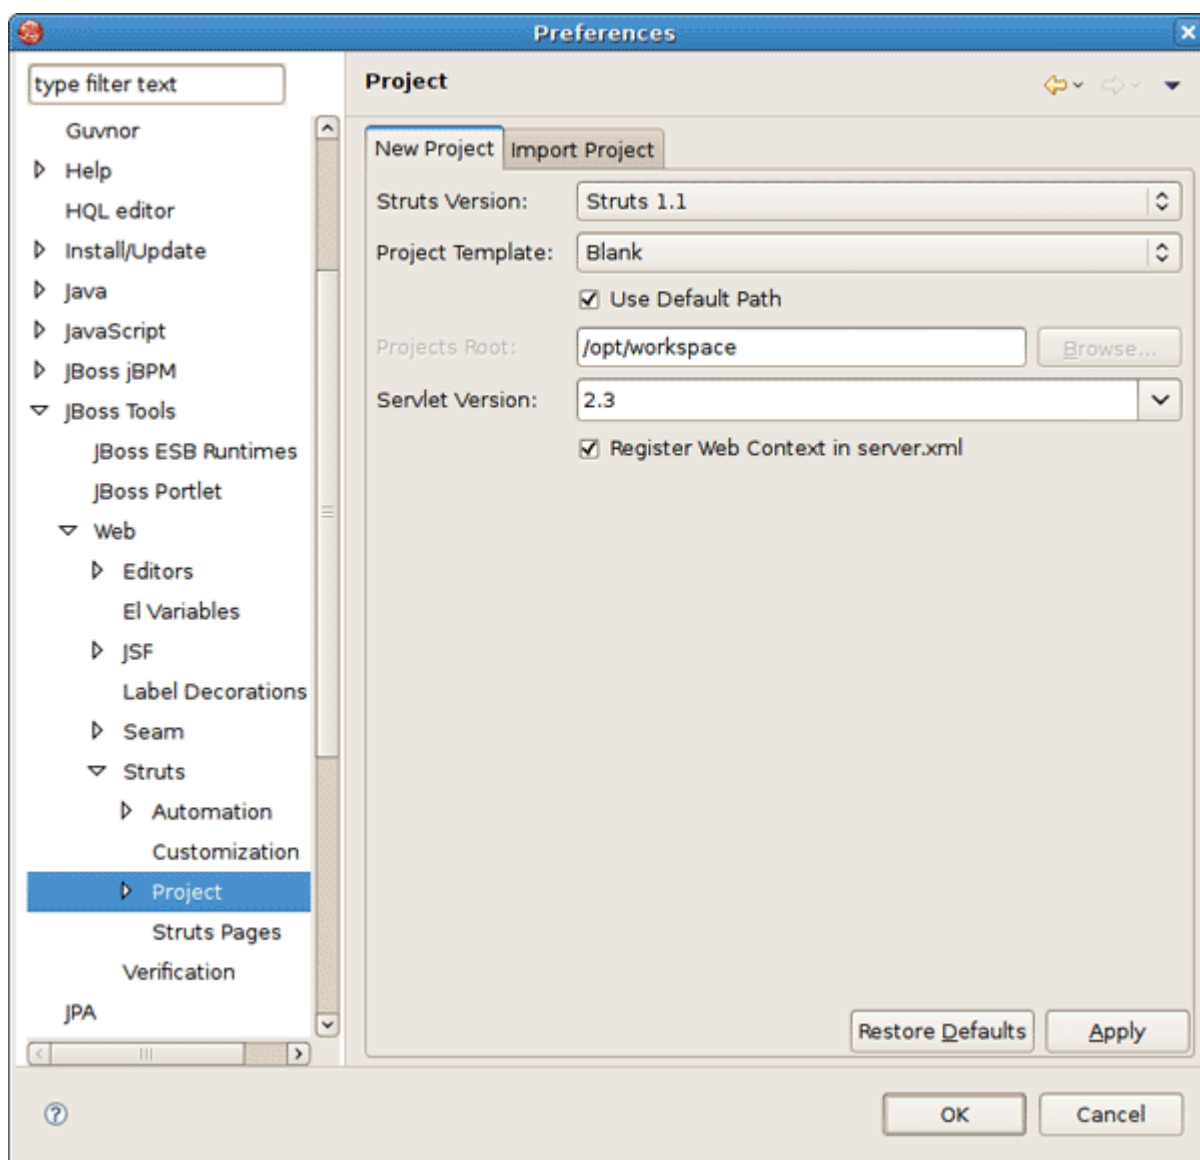 Preferences
type filter text
Guvnor
Help
HQL editor
Install/Update
Java
JavaScript
JBoss jBPM
JBoss Tools
JBoss ESB Runtimes
JBoss Portlet
Web
Editors
El Variables
JSF
Label Decorations
Seam
Struts
Automation
Customization
Project
Struts Pages
Verification
JPA
Project
New Project Import Project
Struts Version: Struts 1.1
Project Template: Blank
Use Default Path
Projects Root: /opt/workspace Browse...
Servlet Version: 2.3
Register Web Context in server.xml
Restore Defaults Apply
OK Cancel